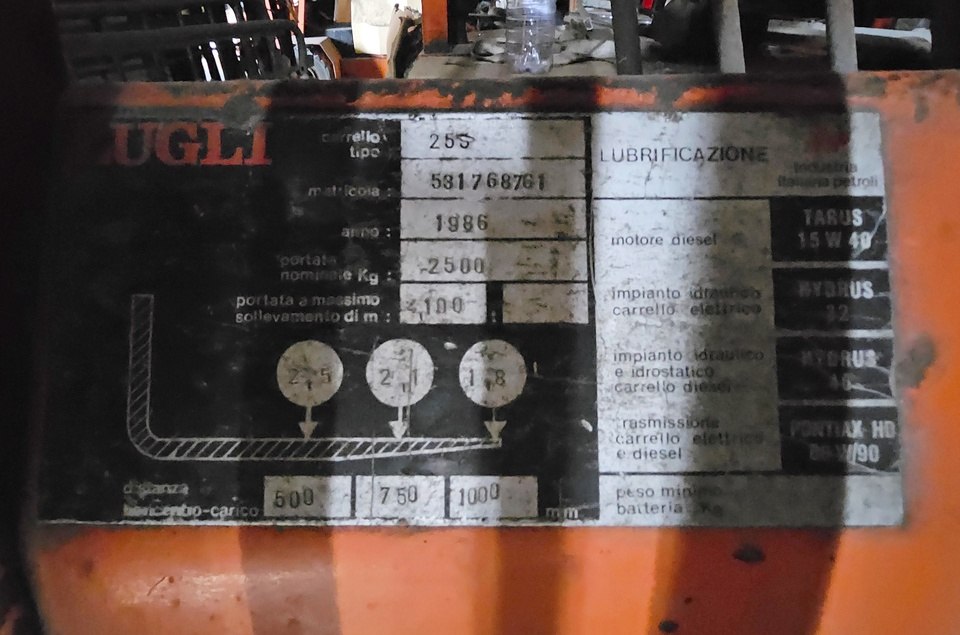 LUGLI
carrello tipo : 255
matricola : 531768761
anno : 1986
portata nominale Kg : 2500
portata a massimo
sollevamento di m : 100 :
2.5 2.1 1.8
distanza
baricentro-carico 500 750 1000 mm
LUBRIFICAZIONE
industria
italiana petroli
motore diesel TARUS 15 W 40
impianto idraulico
carrello elettrico HYDRUS 32
impianto idraulico
e idrostatico
carrello diesel HYDRUS
trasmissione
carrello elettrico
e diesel PONTIAX HD W/90
peso minimo
batteria Kg